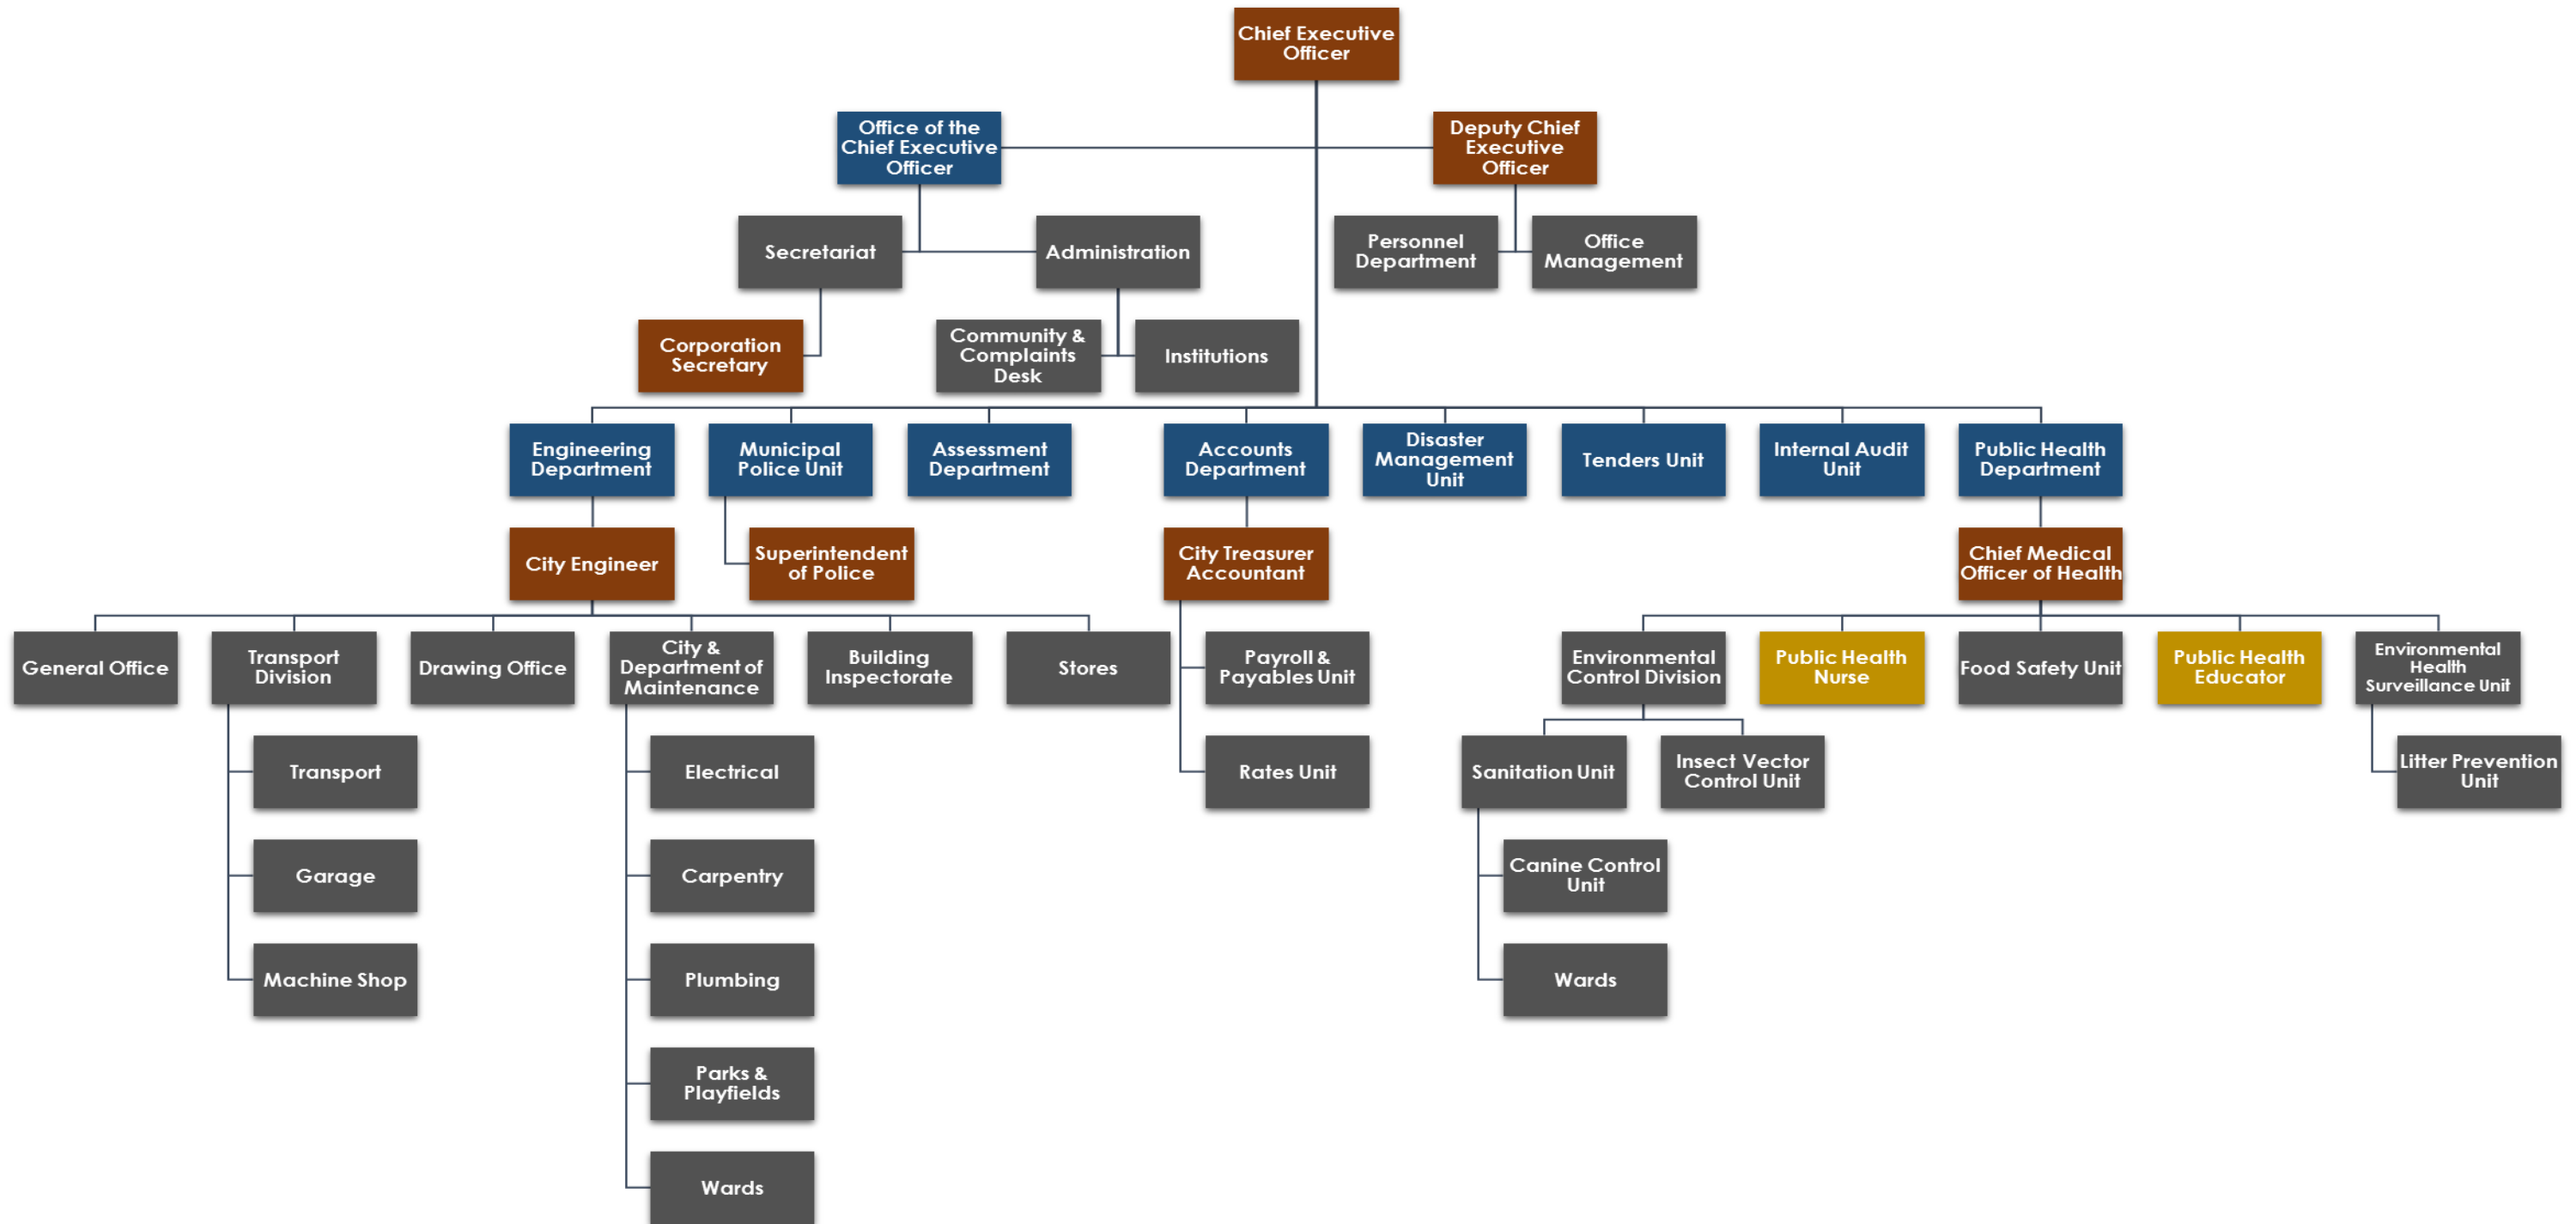 Chief Executive
Officer
Office of the
Chief Executive
Officer
Deputy Chief
Executive
Officer
Secretariat
Administration
Personnel
Department
Office
Management
Corporation
Secretary
Community &
Complaints
Desk
Institutions
Engineering
Department
Municipal
Police Unit
Assessment
Department
Accounts
Department
Disaster
Management
Unit
Tenders Unit
Internal Audit
Unit
Public Health
Department
City Engineer
Superintendent
of Police
City Treasurer
Accountant
Chief Medical
Officer of Health
General Office
Transport
Division
Drawing Office
City &
Department of
Maintenance
Building
Inspectorate
Stores
Payroll &
Payables Unit
Environmental
Control Division
Public Health
Nurse
Food Safety Unit
Public Health
Educator
Environmental
Health
Surveillance Unit
Transport
Electrical
Rates Unit
Sanitation Unit
Insect Vector
Control Unit
Litter Prevention
Unit
Garage
Carpentry
Canine Control
Unit
Machine Shop
Plumbing
Wards
Parks &
Playfields
Wards